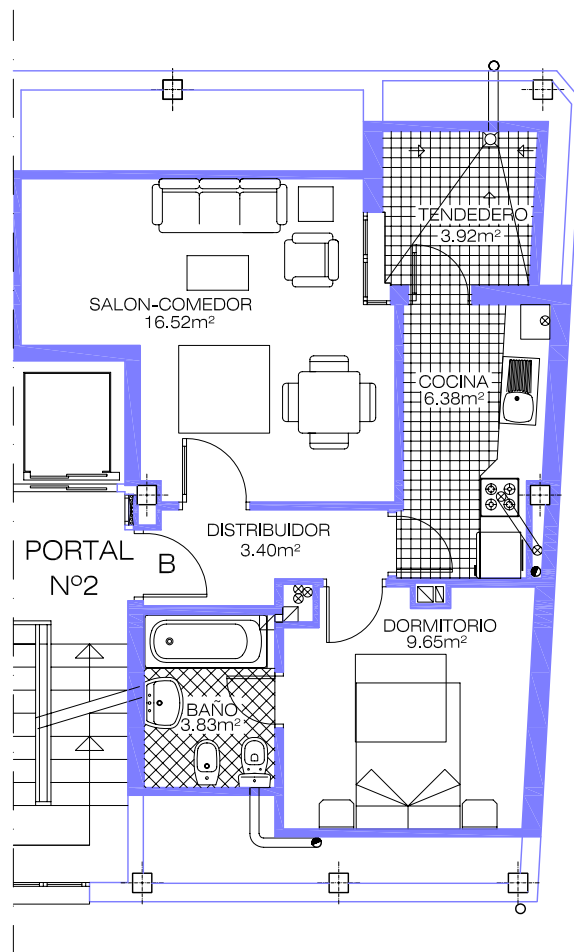 TENDEDERO
3.92m²
SALON-COMEDOR
16.52m²
COCINA
6.38m²
DISTRIBUIDOR
3.40m²
PORTAL
Nº2
B
DORMITORIO
9.65m²
BAÑO
3.83m²